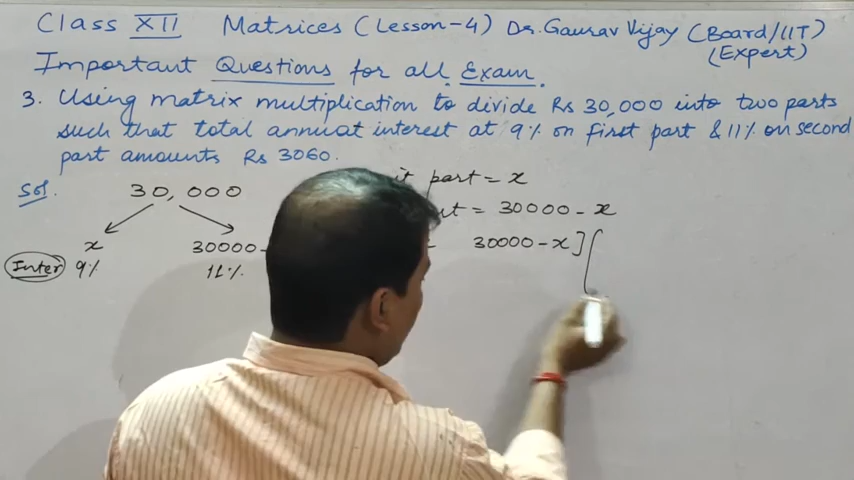 Class XII Matrices (Lesson-4) Dr. Gaurav Vijay (Board/IIT)
(Expert)
Important Questions for all Exam.
3. Using matrix multiplication to divide Rs 30,000 into two parts
such that total annual interest at 9% on first part & 11% on second
part amounts Rs 3060.
Sol. 30,000
part = x
= 30000 - x
x 30000 -
30000 - x ] [
Inter 9% 11%